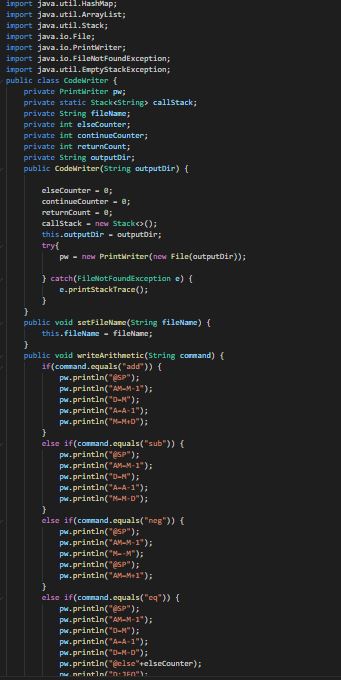 import java.util.HashMap;
import java.util.ArrayList;
import java.util.Stack;
import java.io.File;
import java.io.PrintWriter;
import java.io.FileNotFoundException;
import java.util.EmptyStackException;
public class CodeWriter {
    private PrintWriter pw;
    private static Stack<String> callStack;
    private String fileName;
    private int elseCounter;
    private int continueCounter;
    private int returnCount;
    private String outputDir;
    public CodeWriter(String outputDir) {

        elseCounter = 0;
        continueCounter = 0;
        returnCount = 0;
        callStack = new Stack<>();
        this.outputDir = outputDir;
        try{
            pw = new PrintWriter(new File(outputDir));

        } catch(FileNotFoundException e) {
            e.printStackTrace();
        }
    }
    public void setFileName(String fileName) {
        this.fileName = fileName;
    }
    public void writeArithmetic(String command) {
        if(command.equals("add")) {
            pw.println("@SP");
            pw.println("AM=M-1");
            pw.println("D=M");
            pw.println("A=A-1");
            pw.println("M=M+D");
        }
        else if(command.equals("sub")) {
            pw.println("@SP");
            pw.println("AM=M-1");
            pw.println("D=M");
            pw.println("A=A-1");
            pw.println("M=M-D");
        }
        else if(command.equals("neg")) {
            pw.println("@SP");
            pw.println("AM=M-1");
            pw.println("M=-M");
            pw.println("@SP");
            pw.println("AM=M+1");
        }
        else if(command.equals("eq")) {
            pw.println("@SP");
            pw.println("AM=M-1");
            pw.println("D=M");
            pw.println("A=A-1");
            pw.println("D=M-D");
            pw.println("@else"+elseCounter);
            pw.println("D;JEQ");